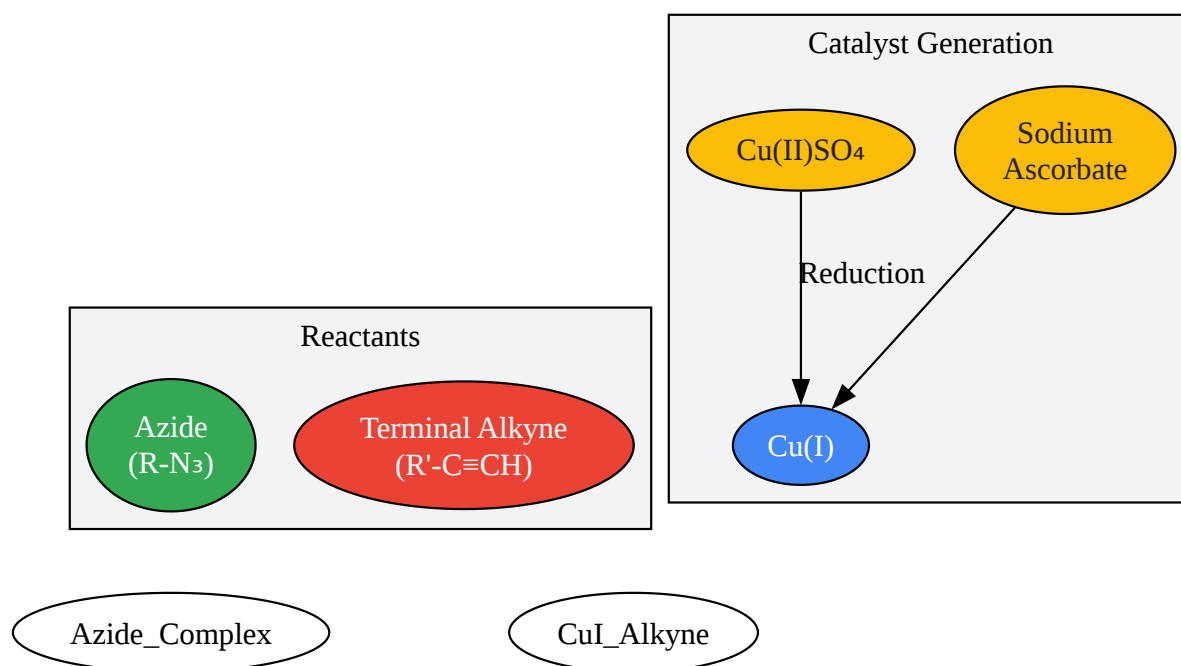 Catalyst Generation
Cu(II)SO₄
Sodium
Ascorbate
Reduction
Reactants
Azide
(R-N₃)
Terminal Alkyne
(R'-C≡CH)
Cu(I)
Azide_Complex
CuI_Alkyne